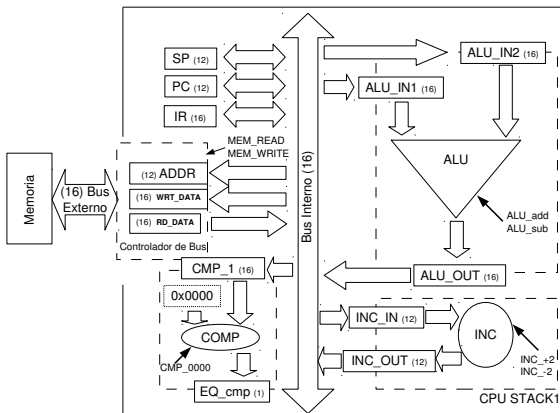 SP (12)
PC (12)
IR (16)
ALU_IN2 (16)
ALU_IN1 (16)
MEM_READ
MEM_WRITE
Memoria
(16) Bus
Externo
(12) ADDR
(16) WRT_DATA
(16) RD_DATA
Controlador de Bus
Bus Interno (16)
ALU
ALU_add
ALU_sub
CMP_1 (16)
ALU_OUT (16)
0x0000
COMP
CMP_0000
EQ_cmp (1)
INC_IN (12)
INC_OUT (12)
INC
INC_+2
INC_-2
CPU STACK1